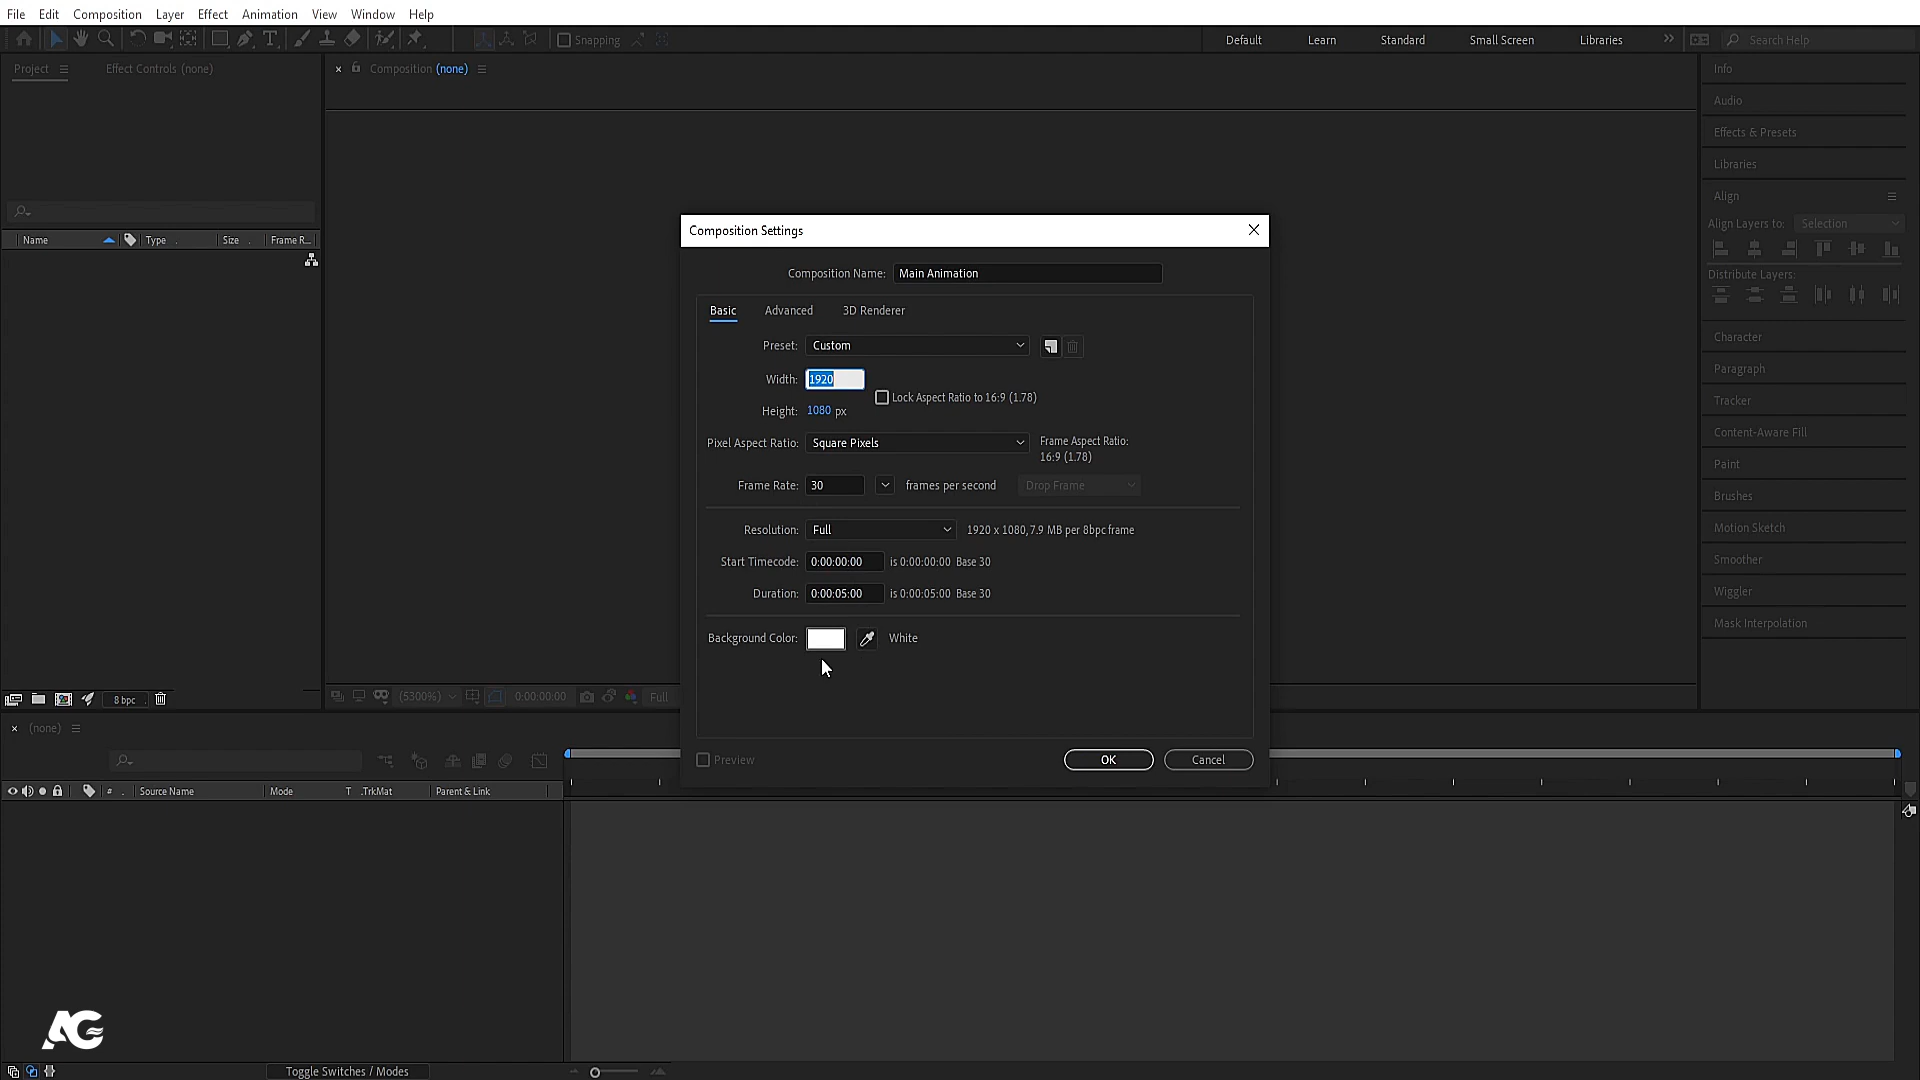 File Edit Composition Layer Effect Animation View Window Help
Snapping Default Learn Standard Small Screen Libraries Search Help
Project Effect Controls (none) Composition (none)
Name Type Size Frame R...
8 bpc
(5300%) 0:00:00:00 Full
Composition Settings
Composition Name: Main Animation
Basic Advanced 3D Renderer
Preset: Custom
Width: 1920
Lock Aspect Ratio to 16:9 (1.78)
Height: 1080 px
Pixel Aspect Ratio: Square Pixels Frame Aspect Ratio:
16:9 (1.78)
Frame Rate: 30 frames per second Drop Frame
Resolution: Full 1920 x 1080, 7.9 MB per 8bpc frame
Start Timecode: 0:00:00:00 is 0:00:00:00 Base 30
Duration: 0:00:05:00 is 0:00:05:00 Base 30
Background Color: White
Preview OK Cancel
Info
Audio
Effects & Presets
Libraries
Align
Align Layers to: Selection
Distribute Layers:
Character
Paragraph
Tracker
Content-Aware Fill
Paint
Brushes
Motion Sketch
Smoother
Wiggler
Mask Interpolation
(none)
# Source Name Mode T .TrkMat Parent & Link
AG
Toggle Switches / Modes